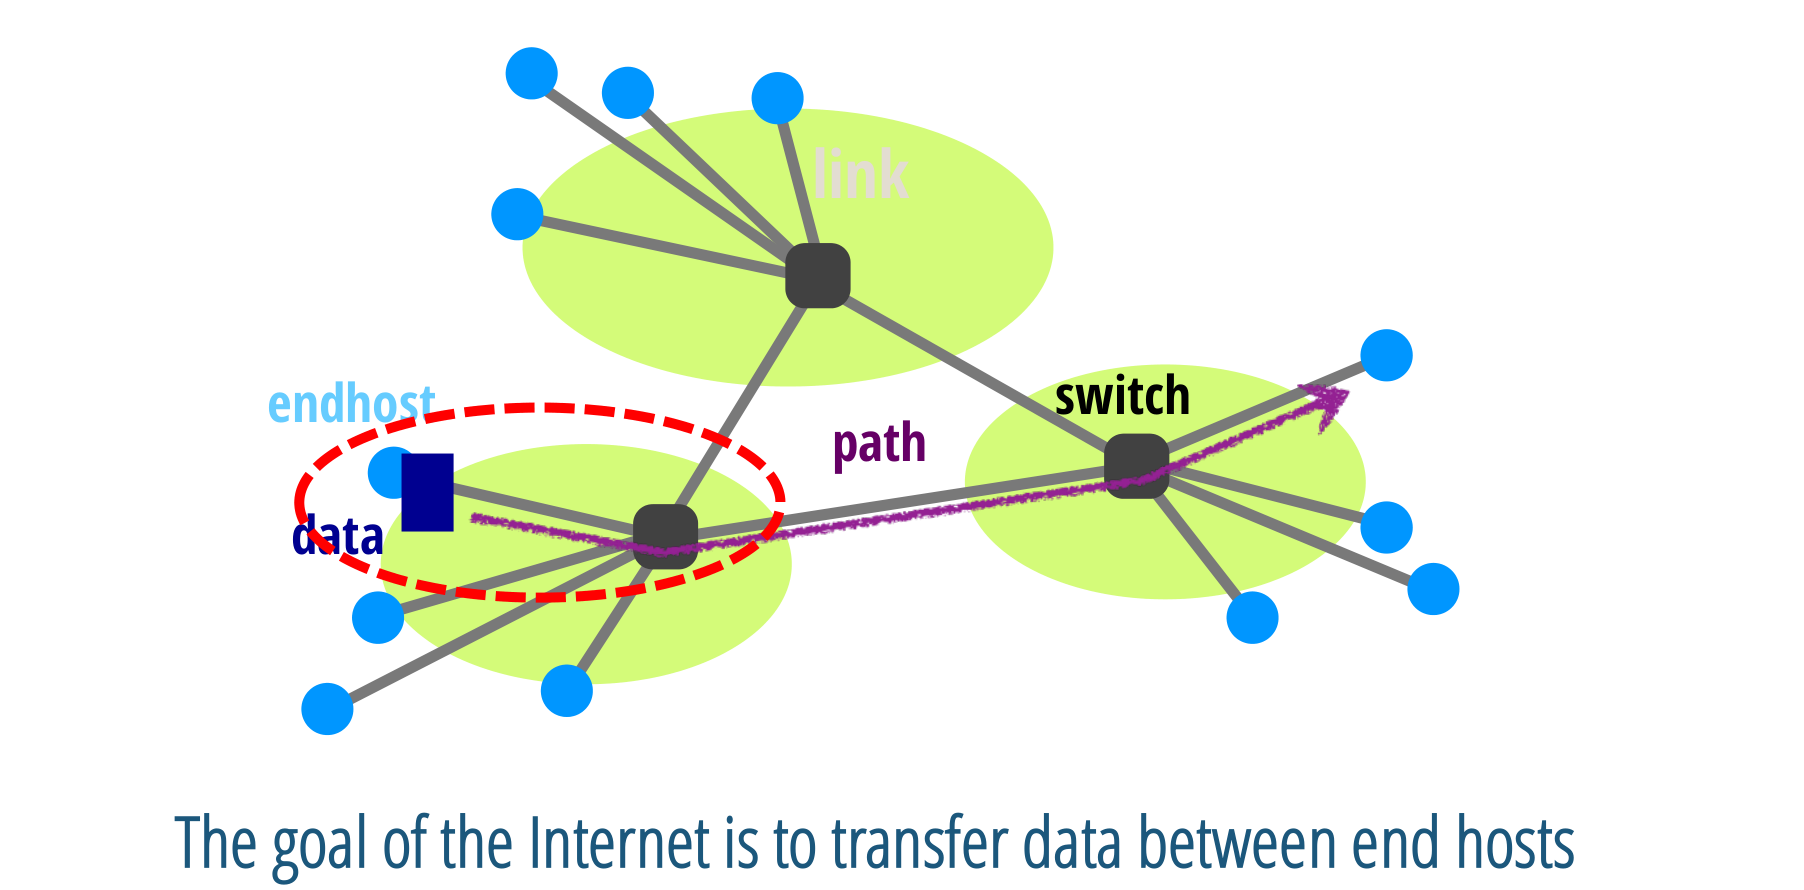 link
endhost
switch
path
data
The goal of the Internet is to transfer data between end hosts